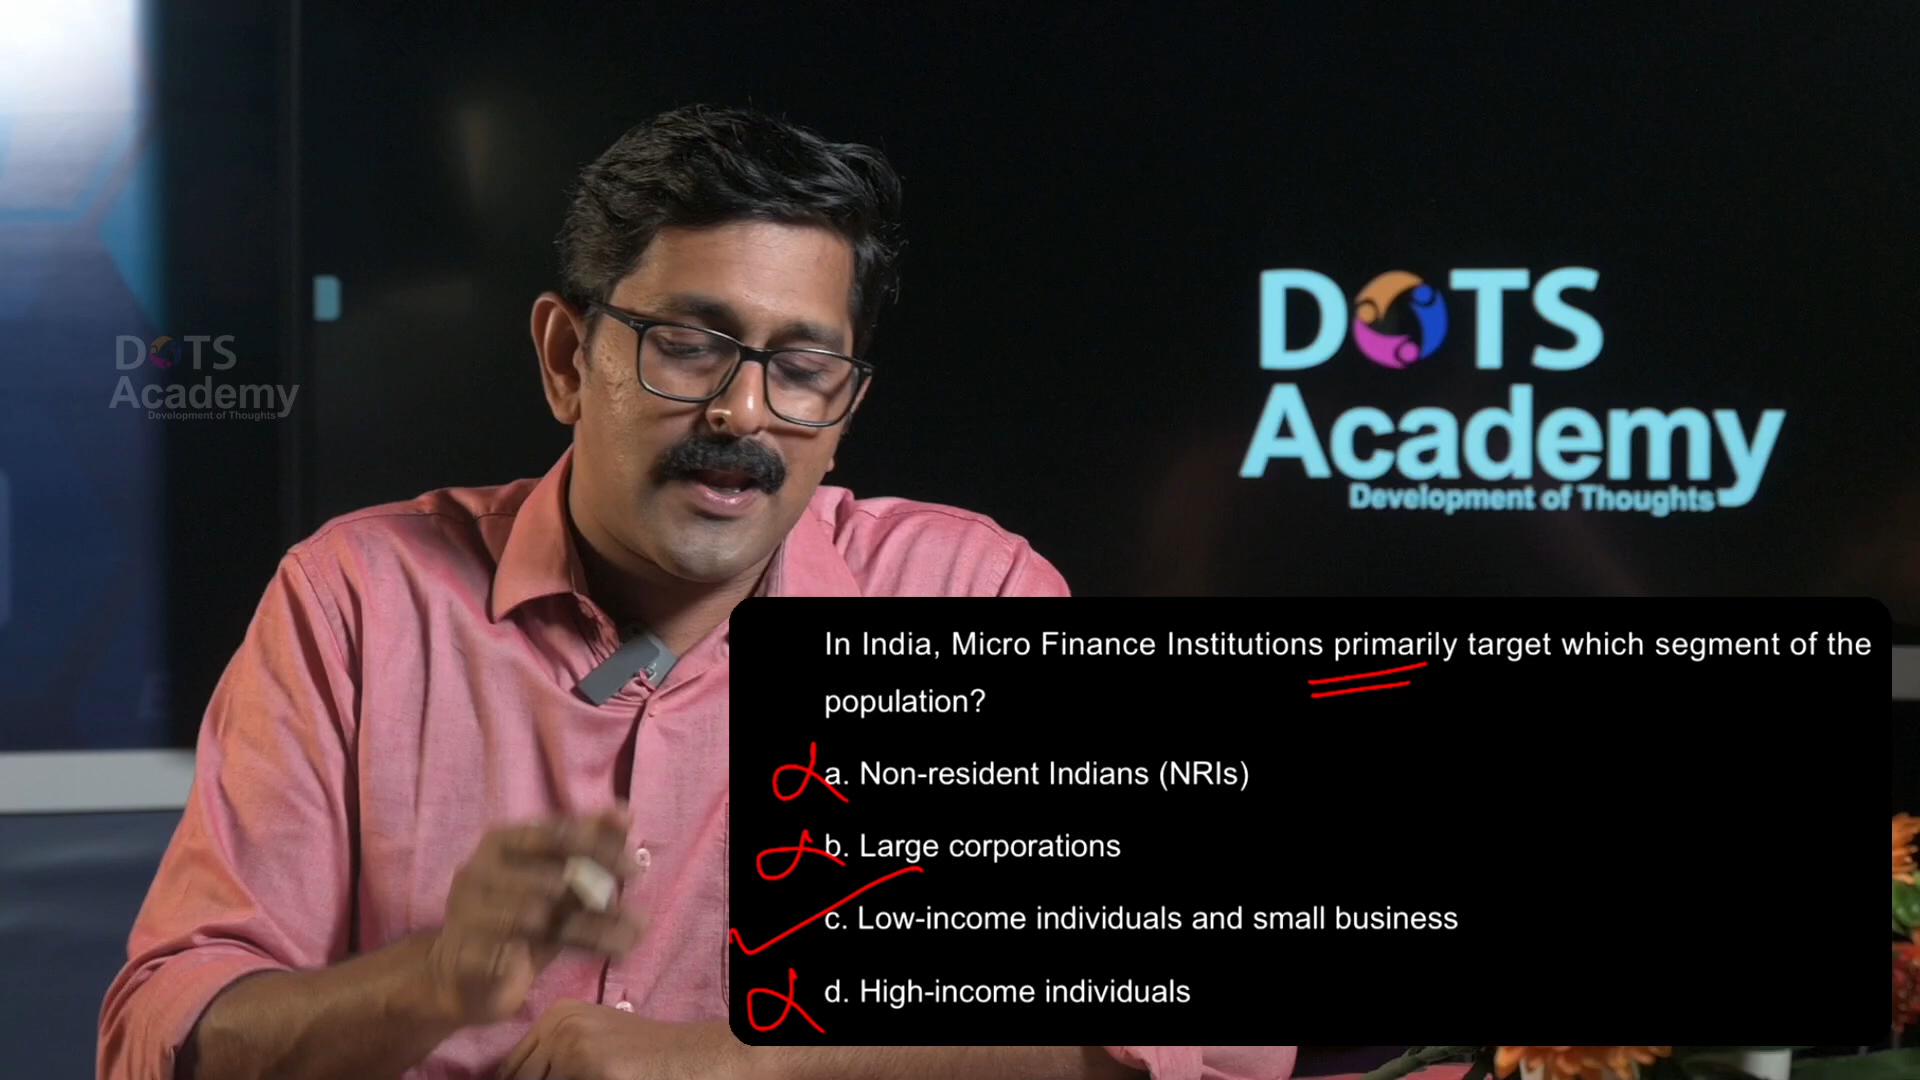 DOTS
Academy
Development of Thoughts
DOTS
Academy
Development of Thoughts
In India, Micro Finance Institutions primarily target which segment of the
population?
a. Non-resident Indians (NRIs)
b. Large corporations
c. Low-income individuals and small business
d. High-income individuals